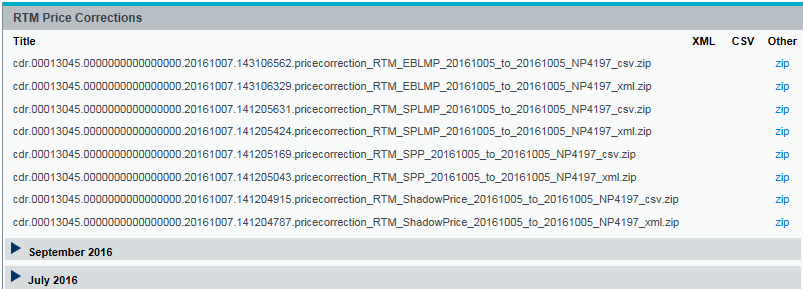 RTM Price Corrections
Title XML CSV Other
cdr.00013045.0000000000000000.20161007.143106562.pricecorrection_RTM_EBLMP_20161005_to_20161005_NP4197_csv.zip zip
cdr.00013045.0000000000000000.20161007.143106329.pricecorrection_RTM_EBLMP_20161005_to_20161005_NP4197_xml.zip zip
cdr.00013045.0000000000000000.20161007.141205631.pricecorrection_RTM_SPLMP_20161005_to_20161005_NP4197_csv.zip zip
cdr.00013045.0000000000000000.20161007.141205424.pricecorrection_RTM_SPLMP_20161005_to_20161005_NP4197_xml.zip zip
cdr.00013045.0000000000000000.20161007.141205169.pricecorrection_RTM_SPP_20161005_to_20161005_NP4197_csv.zip zip
cdr.00013045.0000000000000000.20161007.141205043.pricecorrection_RTM_SPP_20161005_to_20161005_NP4197_xml.zip zip
cdr.00013045.0000000000000000.20161007.141204915.pricecorrection_RTM_ShadowPrice_20161005_to_20161005_NP4197_csv.zip zip
cdr.00013045.0000000000000000.20161007.141204787.pricecorrection_RTM_ShadowPrice_20161005_to_20161005_NP4197_xml.zip zip
September 2016
July 2016